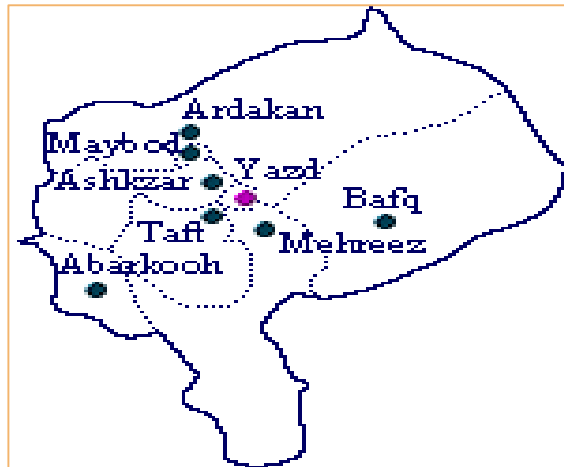 Ardakan
Maybod
Yazd
Ashkzar
Bafq
Taft
Mehreez
Abarkooh